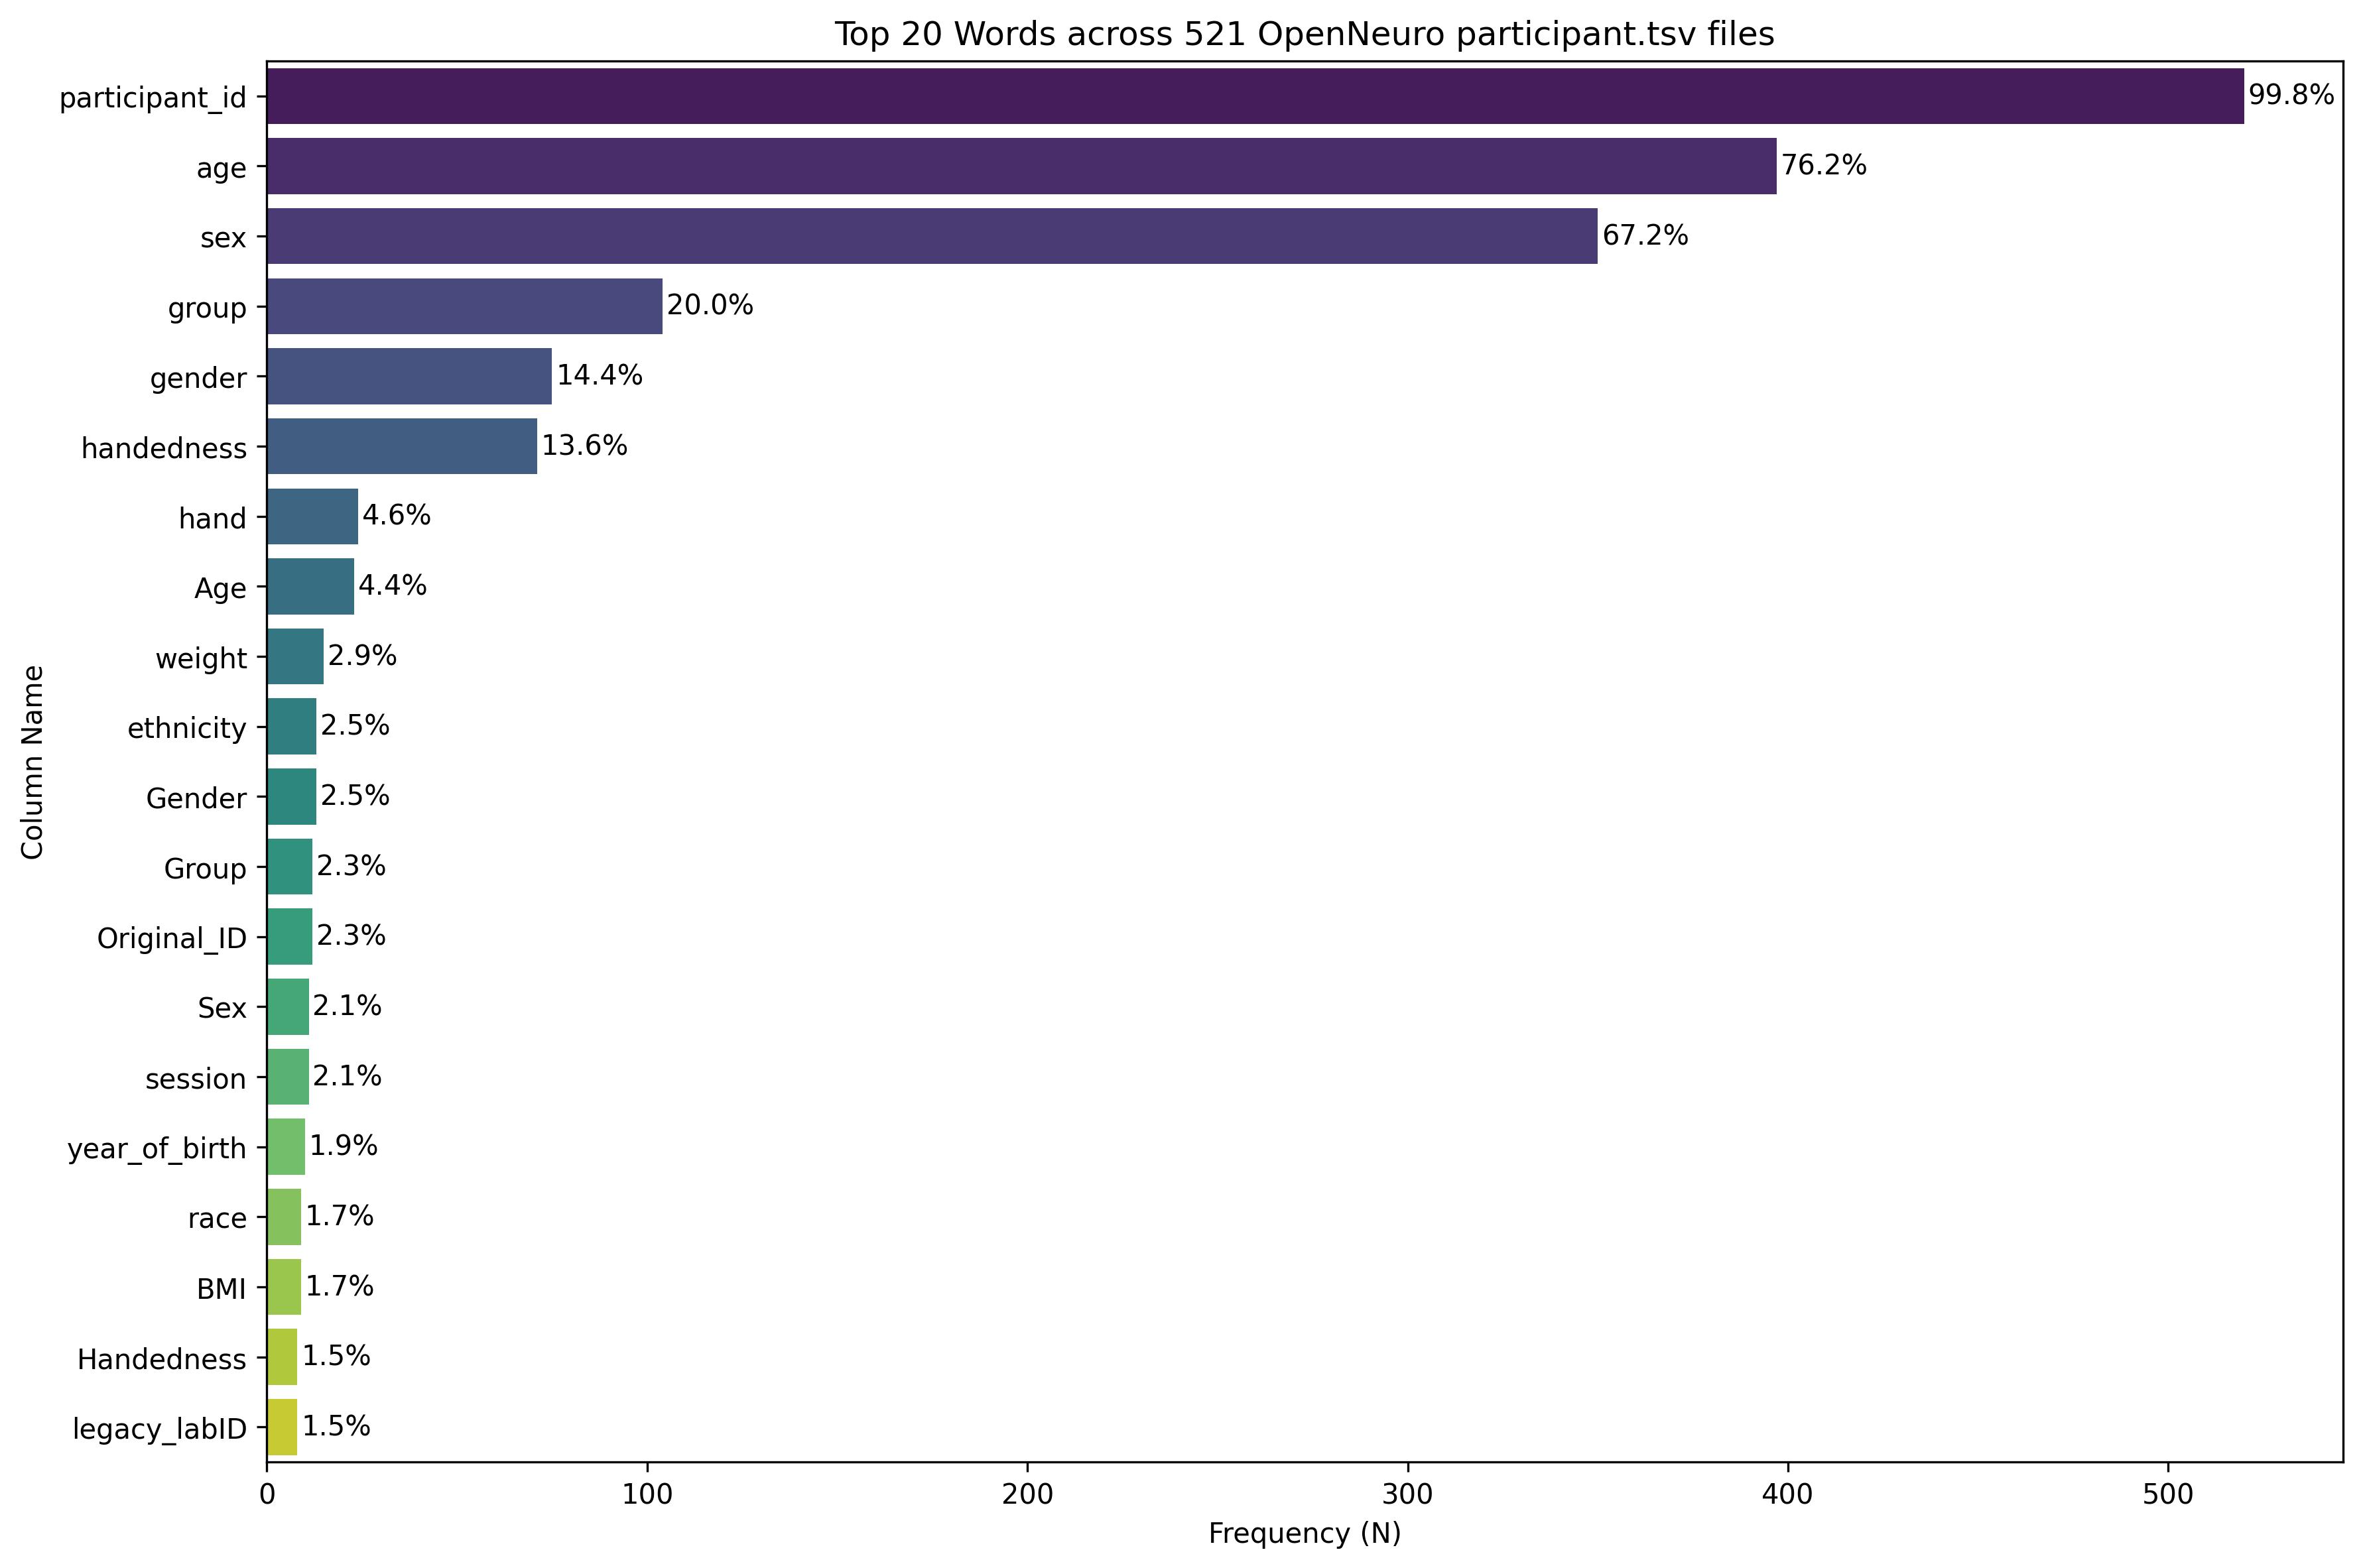 Top 20 Words across 521 OpenNeuro participant.tsv files
participant_id 99.8%
age 76.2%
sex 67.2%
group 20.0%
gender 14.4%
handedness 13.6%
hand 4.6%
Age 4.4%
weight 2.9%
ethnicity 2.5%
Gender 2.5%
Group 2.3%
Original_ID 2.3%
Sex 2.1%
session 2.1%
year_of_birth 1.9%
race 1.7%
BMI 1.7%
Handedness 1.5%
legacy_labID 1.5%
Column Name
0 100 200 300 400 500
Frequency (N)